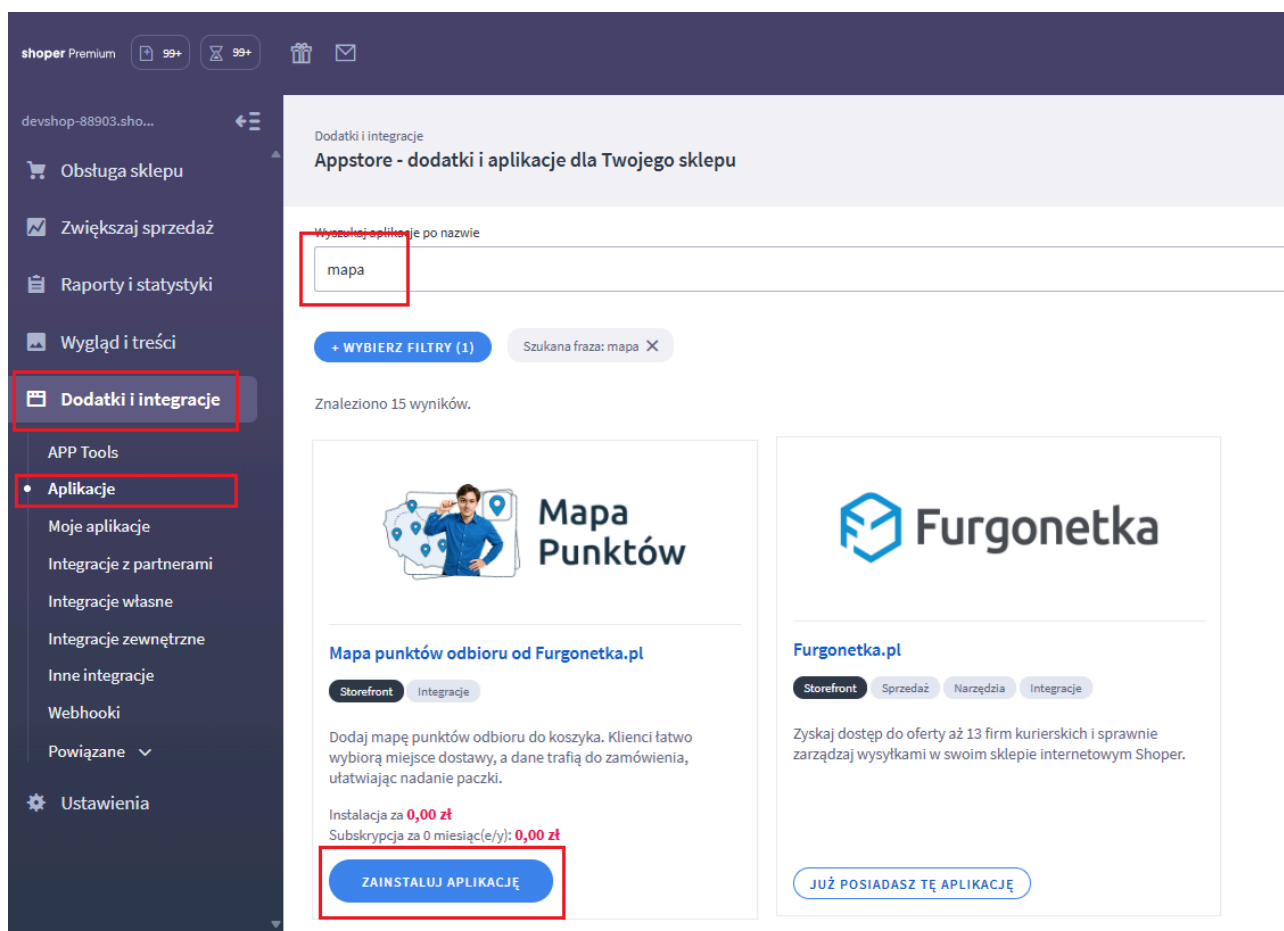 shoper Premium
99+
99+
devshop-88903.sho...
Obsługa sklepu
Zwiększaj sprzedaż
Raporty i statystyki
Wygląd i treści
Dodatki i integracje
APP Tools
Aplikacje
Moje aplikacje
Integracje z partnerami
Integracje własne
Integracje zewnętrzne
Inne integracje
Webhooki
Powiązane
Ustawienia
Dodatki i integracje
Appstore - dodatki i aplikacje dla Twojego sklepu
Wyszukaj aplikacje po nazwie
mapa
+ WYBIERZ FILTRY (1)
Szukana fraza: mapa
Znaleziono 15 wyników.
Mapa
Punktów
Mapa punktów odbioru od Furgonetka.pl
Storefront
Integracje
Dodaj mapę punktów odbioru do koszyka. Klienci łatwo
wybiorą miejsce dostawy, a dane trafią do zamówienia,
ułatwiając nadanie paczki.
Instalacja za 0,00 zł
Subskrypcja za 0 miesiąc(e/y): 0,00 zł
ZAINSTALUJ APLIKACJĘ
Furgonetka
Furgonetka.pl
Storefront
Sprzedaż
Narzędzia
Integracje
Zyskaj dostęp do oferty aż 13 firm kurierskich i sprawnie
zarządzaj wysyłkami w swoim sklepie internetowym Shoper.
JUŻ POSIADASZ TĘ APLIKACJĘ